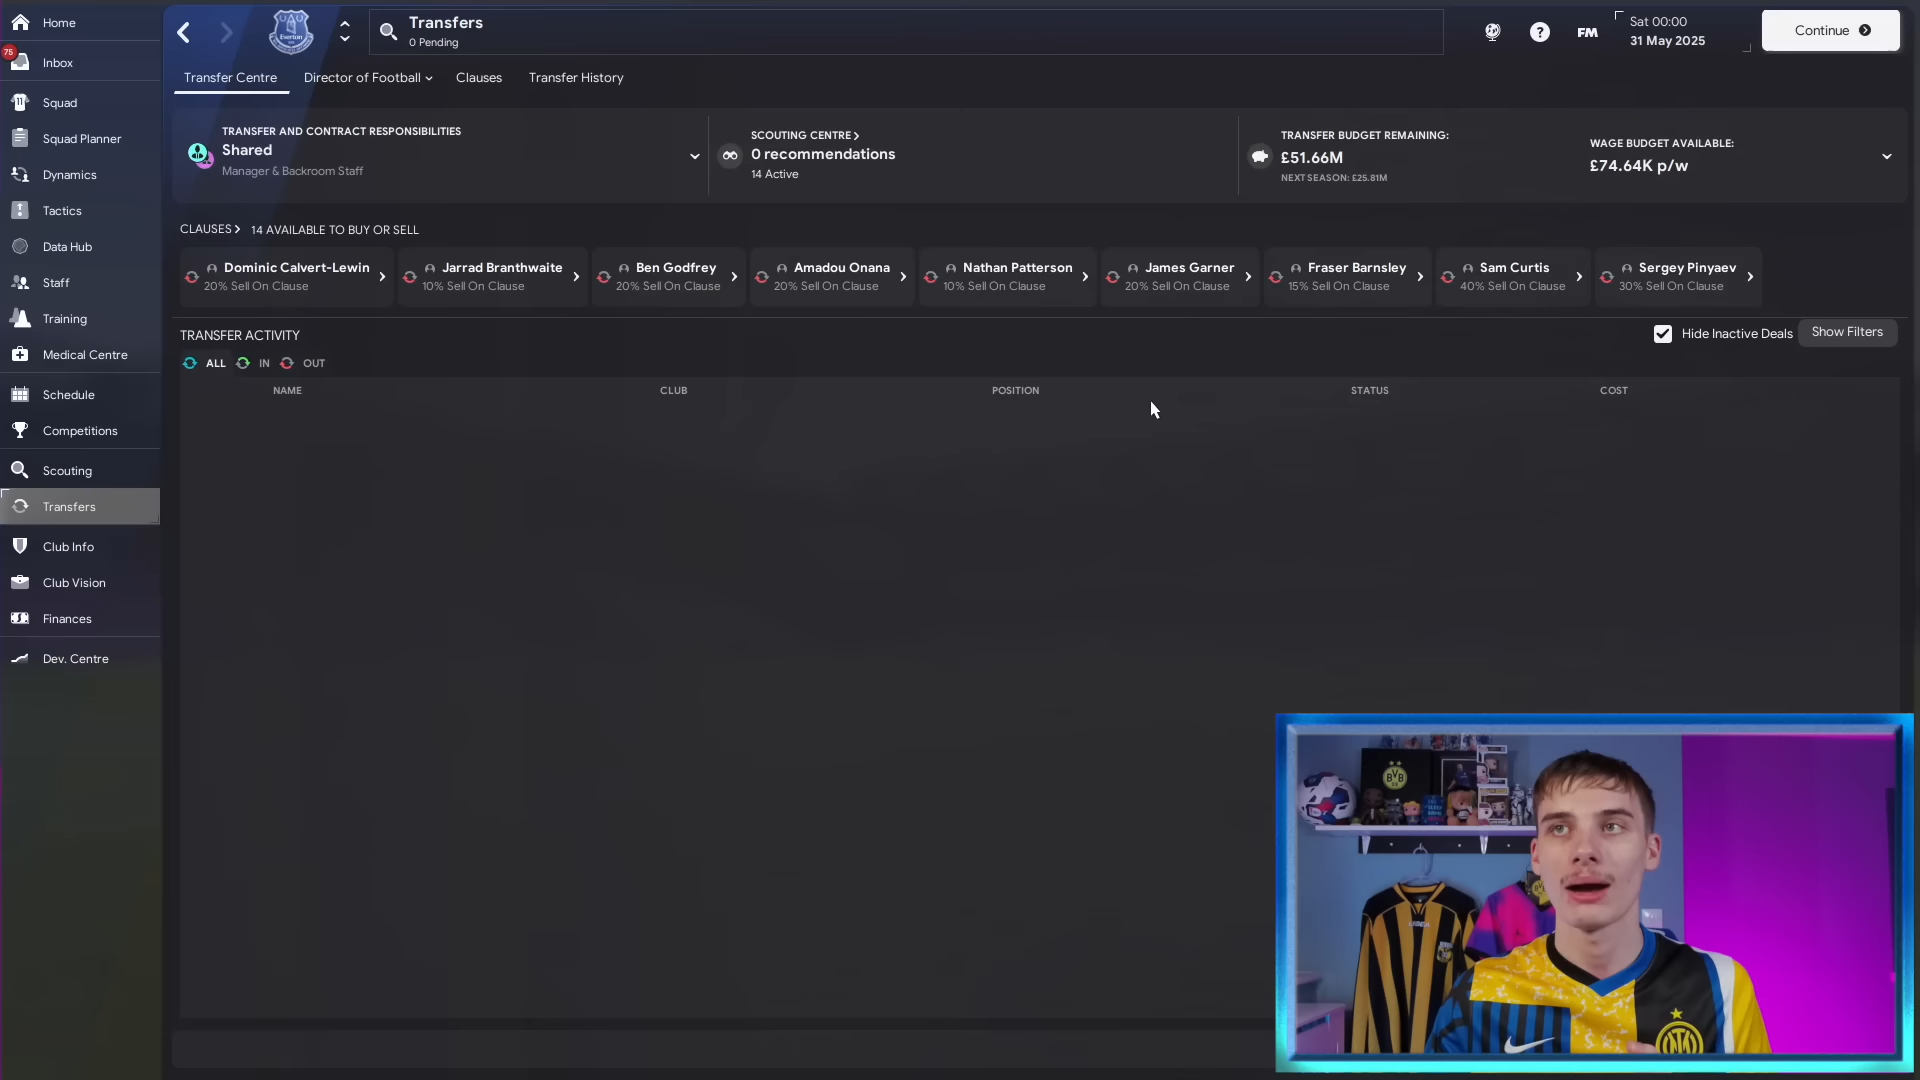 Home
75
Inbox
Squad
Squad Planner
Dynamics
Tactics
Data Hub
Staff
Training
Medical Centre
Schedule
Competitions
Scouting
Transfers
Club Info
Club Vision
Finances
Dev. Centre
Everton
Transfers
0 Pending
FM
Sat 00:00
31 May 2025
Continue
Transfer Centre
Director of Football
Clauses
Transfer History
TRANSFER AND CONTRACT RESPONSIBILITIES
Shared
Manager & Backroom Staff
SCOUTING CENTRE
0 recommendations
14 Active
TRANSFER BUDGET REMAINING:
£51.66M
NEXT SEASON: £25.81M
WAGE BUDGET AVAILABLE:
£74.64K p/w
CLAUSES
14 AVAILABLE TO BUY OR SELL
Dominic Calvert-Lewin
20% Sell On Clause
Jarrad Branthwaite
10% Sell On Clause
Ben Godfrey
20% Sell On Clause
Amadou Onana
20% Sell On Clause
Nathan Patterson
10% Sell On Clause
James Garner
20% Sell On Clause
Fraser Barnsley
15% Sell On Clause
Sam Curtis
40% Sell On Clause
Sergey Pinyaev
30% Sell On Clause
TRANSFER ACTIVITY
Hide Inactive Deals
Show Filters
ALL
IN
OUT
NAME
CLUB
POSITION
STATUS
COST
BVB